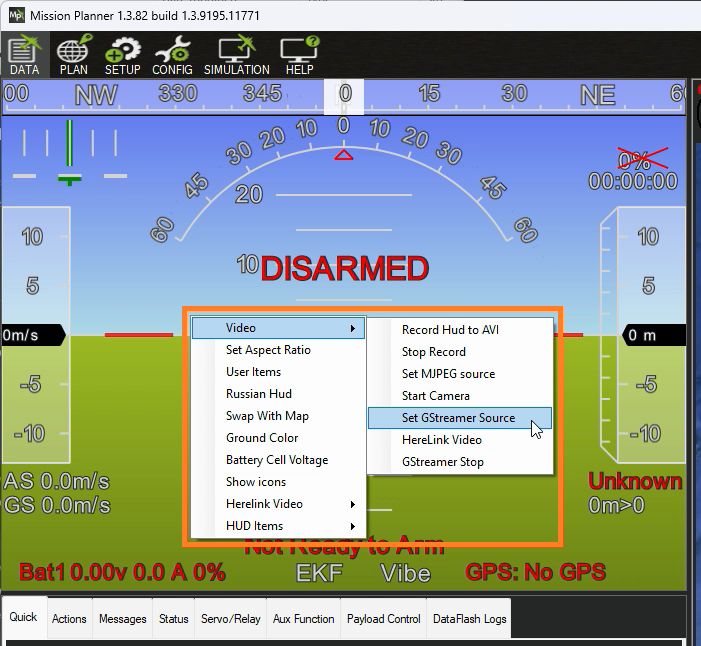 Mission Planner 1.3.82 build 1.3.9195.11771
DATA PLAN SETUP CONFIG SIMULATION HELP
00 NW 330 345 0 15 30 NE 6
60 45 30 20 10 0 10 20 30 45 60
0%
00:00:00
20
10
DISARMED
10 5 0m/s -5 -10
10 5 0 m -5 -10
Video
Set Aspect Ratio
User Items
Russian Hud
Swap With Map
Ground Color
Battery Cell Voltage
Show icons
Herelink Video
HUD Items
Record Hud to AVI
Stop Record
Set MJPEG source
Start Camera
Set GStreamer Source
HereLink Video
GStreamer Stop
AS 0.0m/s
GS 0.0m/s
Unknown
0m>0
Not Ready to Arm
Bat1 0.00v 0.0 A 0% EKF Vibe GPS: No GPS
Quick Actions Messages Status Servo/Relay Aux Function Payload Control DataFlash Logs